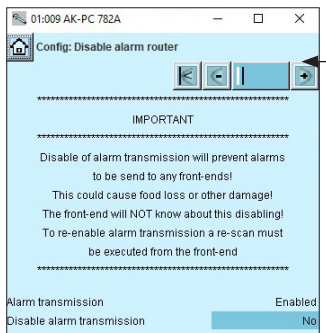 01:009 AK-PC 782A
Config: Disable alarm router
************************************************************
IMPORTANT
************************************************************
Disable of alarm transmission will prevent alarms
to be send to any front-ends!
This could cause food loss or other damage!
The front-end will NOT know about this disabling!
To re-enable alarm transmission a re-scan must
be executed from the front-end
************************************************************
Alarm transmission Enabled
Disable alarm transmission No